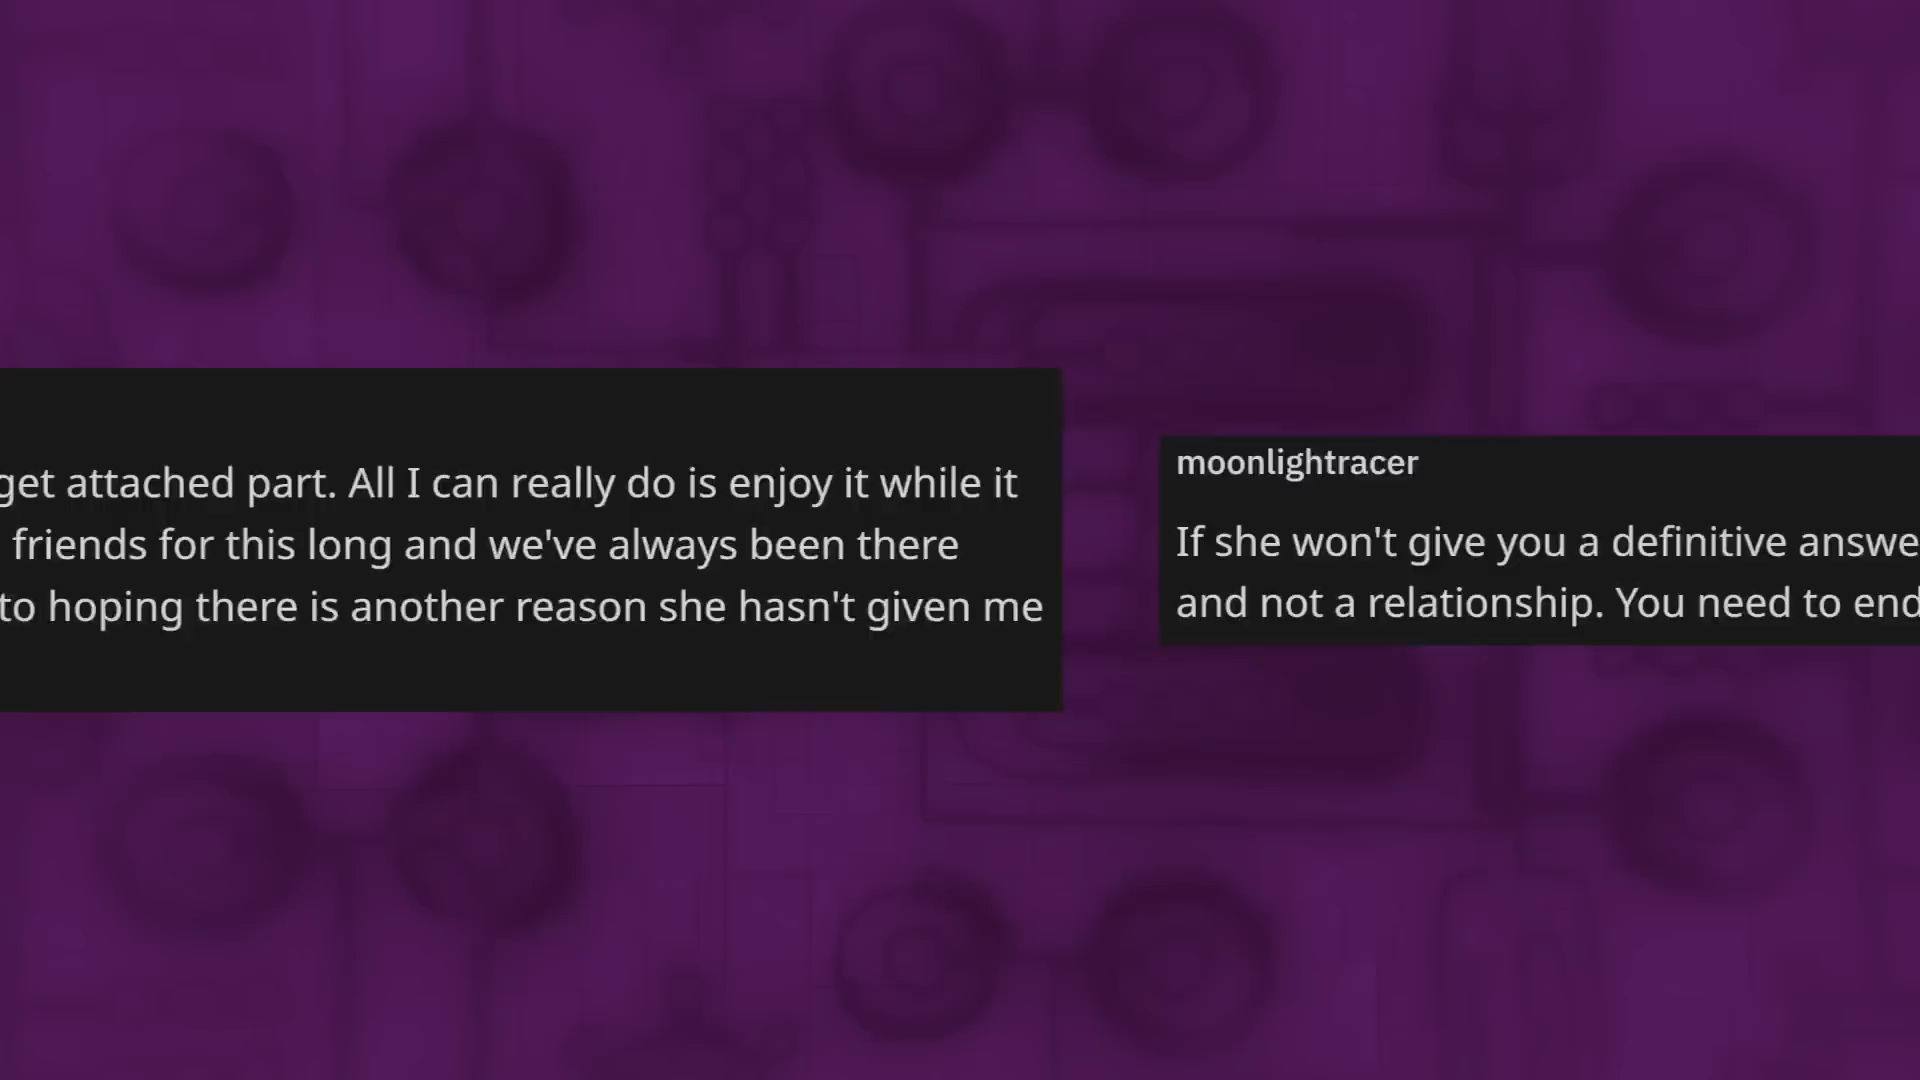 get attached part. All I can really do is enjoy it while it
friends for this long and we've always been there
to hoping there is another reason she hasn't given me
moonlightracer
If she won't give you a definitive answe
and not a relationship. You need to end